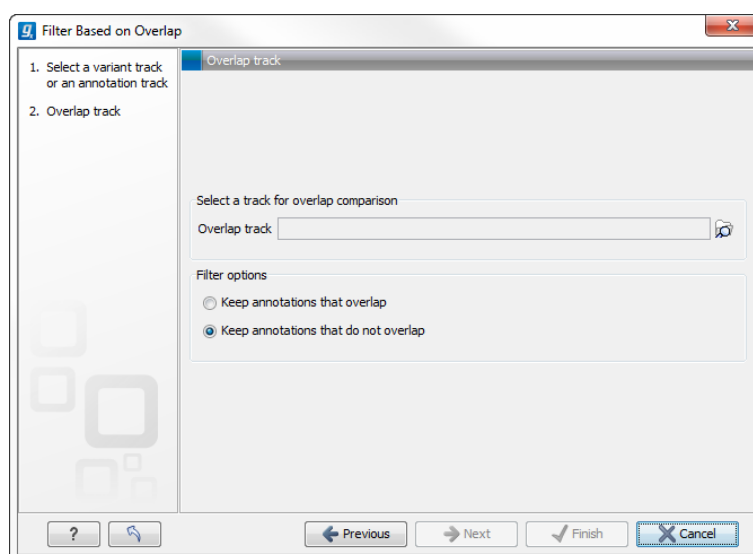 Filter Based on Overlap
1. Select a variant track
or an annotation track
2. Overlap track
Overlap track
Select a track for overlap comparison
Overlap track
Filter options
Keep annotations that overlap
Keep annotations that do not overlap
? Previous Next Finish Cancel